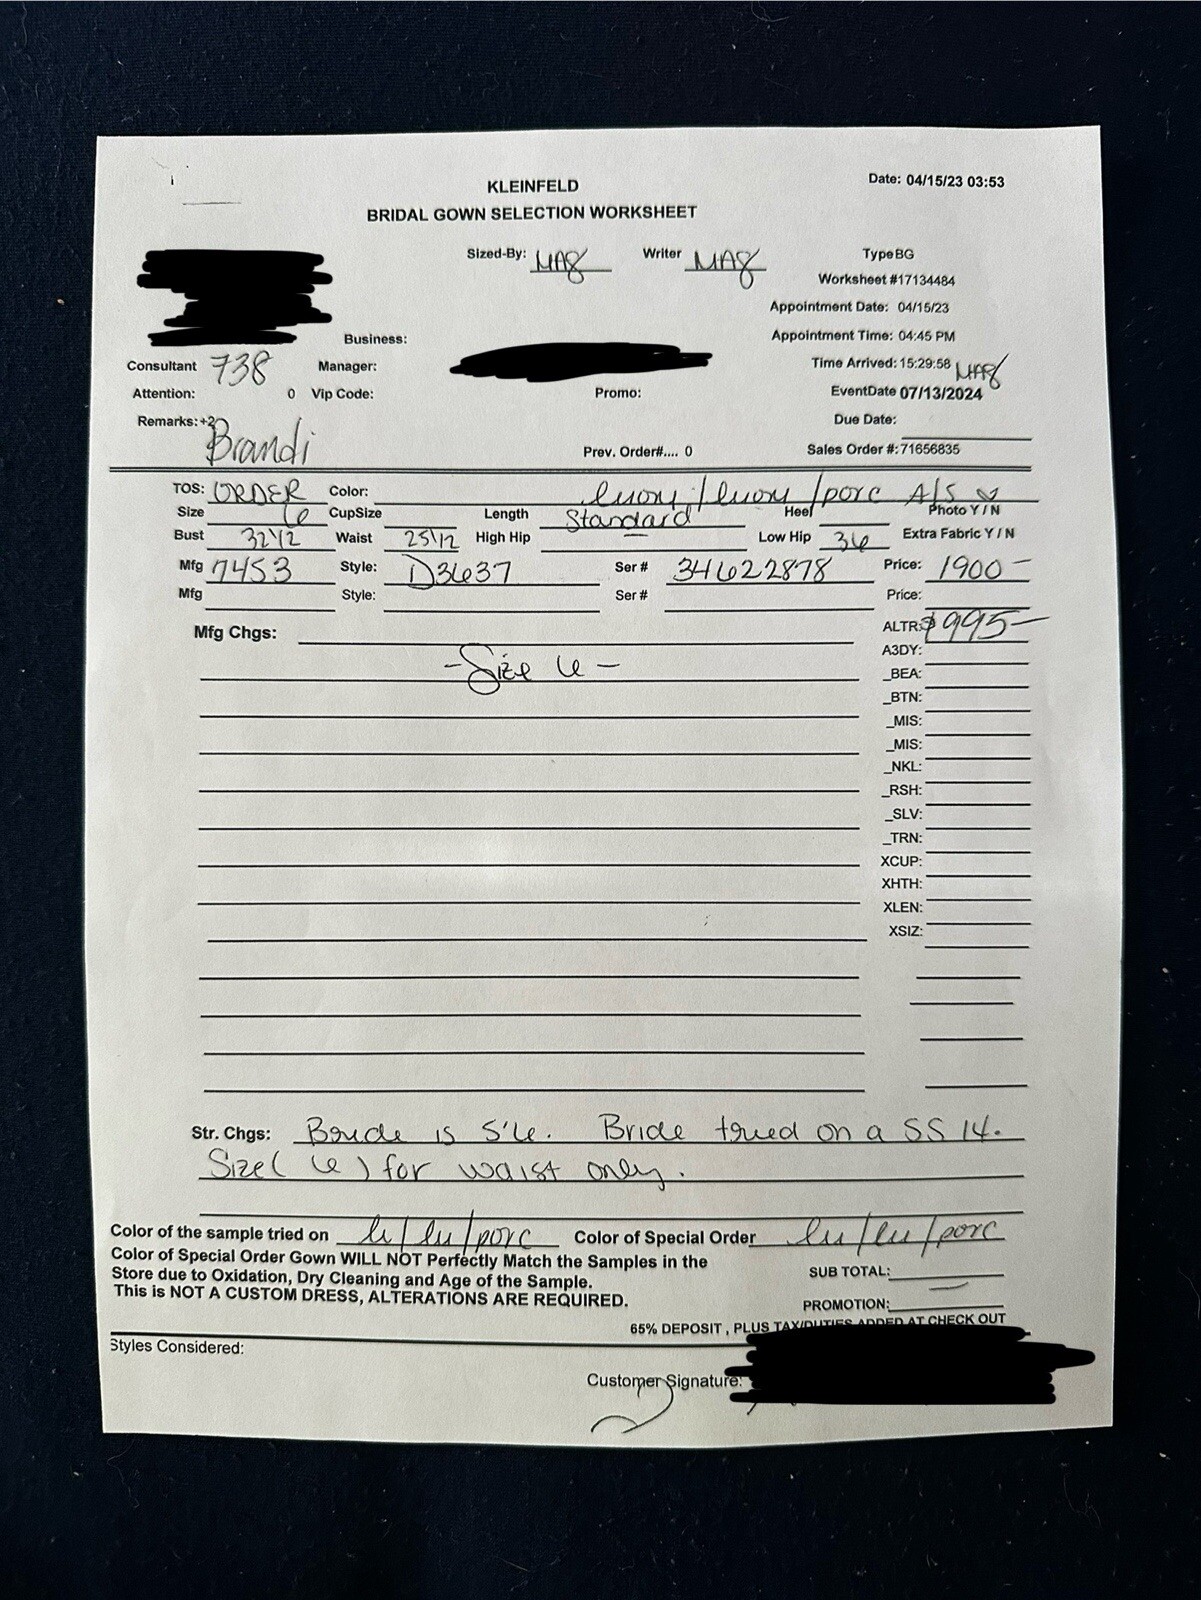 KLEINFELD
Date: 04/15/23 03:53
BRIDAL GOWN SELECTION WORKSHEET
Sized-By: MAG Writer MAG Type BG
Worksheet #17134484
Appointment Date: 04/15/23
Business: Appointment Time: 04:45 PM
Consultant 738 Manager: Time Arrived: 15:29:58 MAG
Attention: 0 Vip Code: Promo: EventDate 07/13/2024
Remarks: +2 Due Date:
Brandi Prev. Order#.... 0 Sales Order #: 71656835
TOS: ORDER Color: Ivory / Ivory / porc A/S
Size 6 CupSize Length Standard Heel Photo Y / N
Bust 32 1/2 Waist 25 1/2 High Hip Low Hip 36 Extra Fabric Y / N
Mfg 7453 Style: D3637 Ser # 34622878 Price: 1900-
Mfg Style: Ser # Price:
Mfg Chgs: ALTR: $995-
A3DY:
-Size 6-
_BEA:
_BTN:
_MIS:
_MIS:
_NKL:
_RSH:
_SLV:
_TRN:
XCUP:
XHTH:
XLEN:
XSIZ:
Str. Chgs: Bride is 5'6. Bride tried on a SS 14.
Size ( 6 ) for waist only.
Color of the sample tried on Iv/Iv/porc Color of Special Order Iv/Iv/porc
Color of Special Order Gown WILL NOT Perfectly Match the Samples in the
Store due to Oxidation, Dry Cleaning and Age of the Sample. SUB TOTAL:
This is NOT A CUSTOM DRESS, ALTERATIONS ARE REQUIRED. PROMOTION:
65% DEPOSIT , PLUS TAX/DUTIES ADDED AT CHECK OUT
Styles Considered:
Customer Signature: